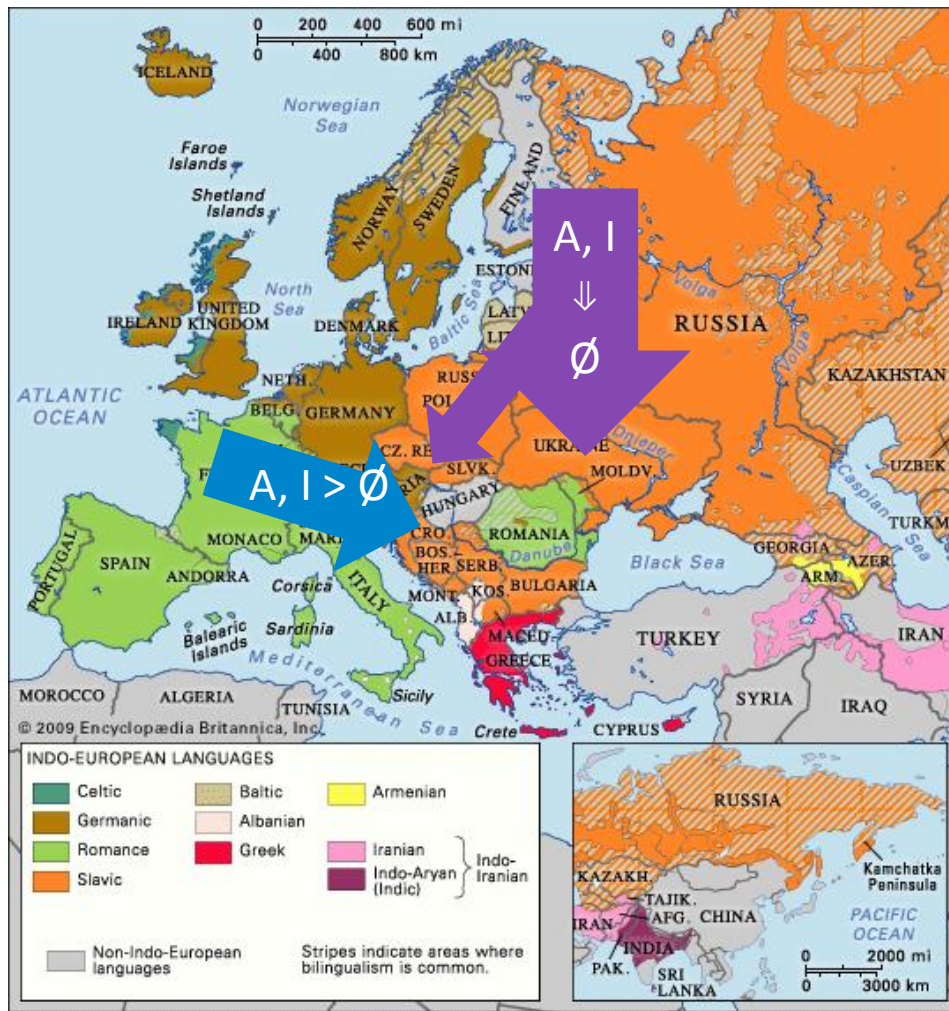 0 200 400 600 mi
0 400 800 km
ICELAND
Norwegian
Sea
Faroe
Islands
Shetland
Islands
NORWAY
SWEDEN
FINLAND
A, I
⇓
Ø
ESTONI
North
Sea
Baltic Sea
LATV
Volga
RUSSIA
Volga
IRELAND
UNITED
KINGDOM
DENMARK
ATLANTIC
OCEAN
NETH.
BELG.
GERMANY
RUSS
POL
KAZAKHSTAN
CZ. RE
SLVK.
UKRAINE
Dnieper
MOLDV.
UZBEK
A, I > Ø
HUNGARY
ROMANIA
Danube
CRO.
BOS.–
HER.
SERB.
MONACO
MARI
PORTUGAL
SPAIN
ANDORRA
Corsica
ITALY
MONT.
KOS.
BULGARIA
Black Sea
Caspian Sea
TURKM
GEORGIA
AZER.
ARM.
ALB.
MACED.
GREECE
TURKEY
IRAN
Balearic
Islands
Sardinia
Mediterranean Sea
Sicily
Crete
CYPRUS
SYRIA
IRAQ
MOROCCO
ALGERIA
TUNISIA
© 2009 Encyclopædia Britannica, Inc.
INDO-EUROPEAN LANGUAGES
Celtic
Germanic
Romance
Slavic
Baltic
Albanian
Greek
Armenian
Iranian
Indo-Aryan
(Indic)
Indo-
Iranian
Non-Indo-European
languages
Stripes indicate areas where
bilingualism is common.
RUSSIA
Kamchatka
Peninsula
KAZAKH.
TAJIK.
IRAN
AFG.
CHINA
PAK.
INDIA
SRI
LANKA
PACIFIC
OCEAN
0 2000 mi
0 3000 km